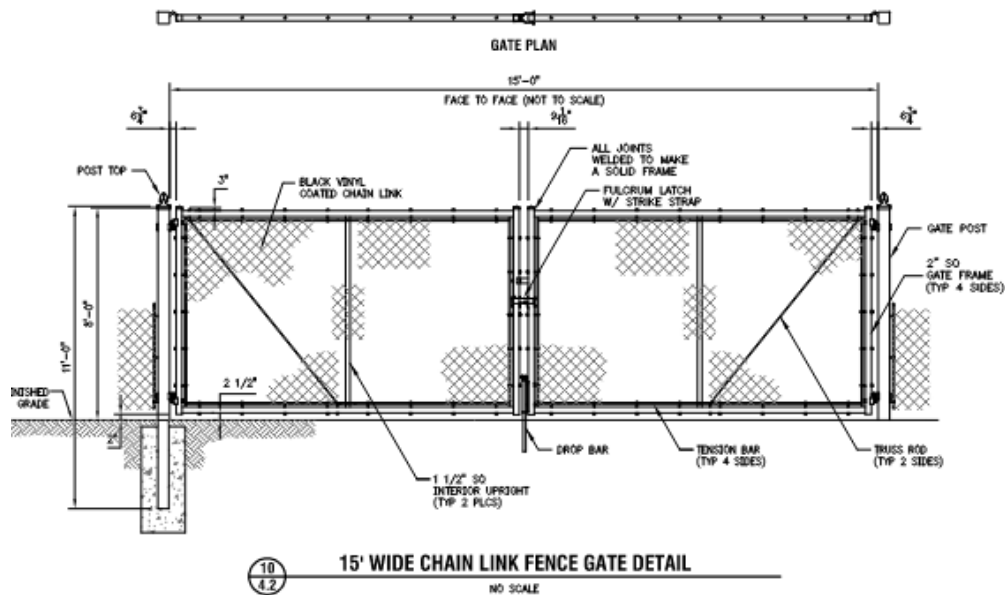 GATE PLAN
15'-0"
FACE TO FACE (NOT TO SCALE)
POST TOP
3"
BLACK VINYL
COATED CHAIN LINK
ALL JOINTS
WELDED TO MAKE
A SOLID FRAME
FULCRUM LATCH
W/ STRIKE STRAP
GATE POST
2" SQ
GATE FRAME
(TYP 4 SIDES)
8'-0"
11'-0"
2 1/2"
GRADE
DROP BAR
TENSION BAR
(TYP 4 SIDES)
TRUSS ROD
(TYP 2 SIDES)
1 1/2" SQ
INTERIOR UPRIGHT
(TYP 2 PLCS)
10
4.2
15' WIDE CHAIN LINK FENCE GATE DETAIL
NO SCALE